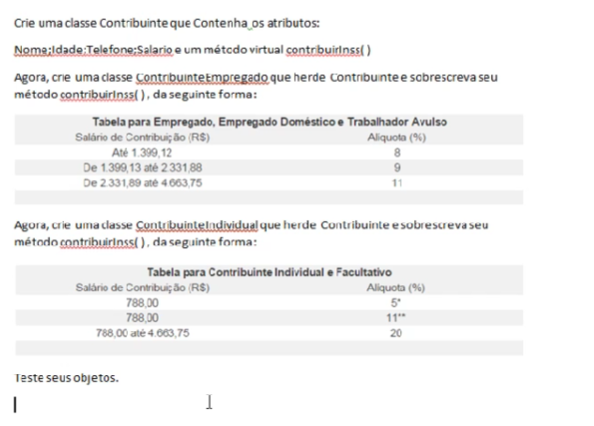 Crie uma classe Contribuinte que Contenha os atributos:
Nome;Idade;Telefone;Salario e um método virtual contribuirInss( )
Agora, crie uma classe ContribuinteEmpregado que herde Contribuinte e sobrescreva seu
método contribuirInss( ), da seguinte forma:
Tabela para Empregado, Empregado Doméstico e Trabalhador Avulso
Salário de Contribuição (R$) Alíquota (%)
Até 1.399,12 8
De 1.399,13 até 2.331,88 9
De 2.331,89 até 4.663,75 11
Agora, crie uma classe ContribuinteIndividual que herde Contribuinte e sobrescreva seu
método contribuirInss( ), da seguinte forma:
Tabela para Contribuinte Individual e Facultativo
Salário de Contribuição (R$) Alíquota (%)
788,00 5*
788,00 11**
788,00 até 4.663,75 20
Teste seus objetos.